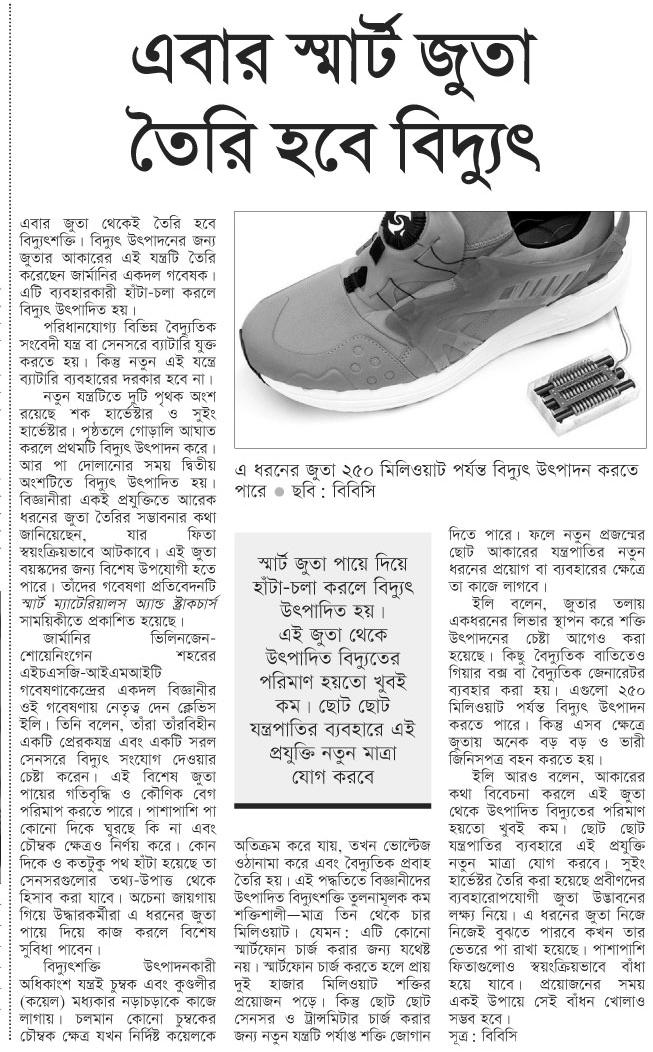 এবার স্মার্ট জুতা
তৈরি হবে বিদ্যুৎ
এবার জুতা থেকেই তৈরি হবে
বিদ্যুৎশক্তি। বিদ্যুৎ উৎপাদনের জন্য
জুতার আকারের এই যন্ত্রটি তৈরি
করেছেন জার্মানির একদল গবেষক।
এটি ব্যবহারকারী হাঁটা-চলা করলে
বিদ্যুৎ উৎপাদিত হয়।
পরিধানযোগ্য বিভিন্ন বৈদ্যুতিক
সংবেদী যন্ত্র বা সেনসরে ব্যাটারি যুক্ত
করতে হয়। কিন্তু নতুন এই যন্ত্রে
ব্যাটারি ব্যবহারের দরকার হবে না।
নতুন যন্ত্রটিতে দুটি পৃথক অংশ
রয়েছে শক হার্ভেস্টার ও সুইং
হার্ভেস্টার। পৃষ্ঠতলে গোড়ালি আঘাত
করলে প্রথমটি বিদ্যুৎ উৎপাদন করে।
আর পা দোলানোর সময় দ্বিতীয়
অংশটিতে বিদ্যুৎ উৎপাদিত হয়।
বিজ্ঞানীরা একই প্রযুক্তিতে আরেক
ধরনের জুতা তৈরির সম্ভাবনার কথা
জানিয়েছেন, যার ফিতা
স্বয়ংক্রিয়ভাবে আটকাবে। এই জুতা
বয়স্কদের জন্য বিশেষ উপযোগী হতে
পারে। তাঁদের গবেষণা প্রতিবেদনটি
স্মার্ট ম্যাটেরিয়ালস অ্যান্ড স্ট্রাকচার্স
সাময়িকীতে প্রকাশিত হয়েছে।
জার্মানির ভিলিনজেন-
শোয়েনিংগেন শহরের
এইচএসজি-আইএমআইটি
গবেষণাকেন্দ্রের একদল বিজ্ঞানীর
ওই গবেষণায় নেতৃত্ব দেন ক্লেভিস
ইলি। তিনি বলেন, তাঁরা তারবিহীন
একটি প্রেরকযন্ত্র এবং একটি সরল
সেনসরে বিদ্যুৎ সংযোগ দেওয়ার
চেষ্টা করেন। এই বিশেষ জুতা
পায়ের গতিবৃদ্ধি ও কৌণিক বেগ
পরিমাপ করতে পারে। পাশাপাশি পা
কোনো দিকে ঘুরছে কি না এবং
চৌম্বক ক্ষেত্রও নির্ণয় করে। কোন
দিকে ও কতটুকু পথ হাঁটা হয়েছে তা
সেনসরগুলোর তথ্য-উপাত্ত থেকে
হিসাব করা যাবে। অচেনা জায়গায়
গিয়ে উদ্ধারকর্মীরা এ ধরনের জুতা
পায়ে দিয়ে কাজ করলে বিশেষ
সুবিধা পাবেন।
বিদ্যুৎশক্তি উৎপাদনকারী
অধিকাংশ যন্ত্রই চুম্বক এবং কুণ্ডলীর
(কয়েল) মধ্যকার নড়াচড়াকে কাজে
লাগায়। চলমান কোনো চুম্বকের
চৌম্বক ক্ষেত্র যখন নির্দিষ্ট কয়েলকে
এ ধরনের জুতা ২৫০ মিলিওয়াট পর্যন্ত বিদ্যুৎ উৎপাদন করতে
পারে ● ছবি : বিবিসি
স্মার্ট জুতা পায়ে দিয়ে
হাঁটা-চলা করলে বিদ্যুৎ
উৎপাদিত হয়।
এই জুতা থেকে
উৎপাদিত বিদ্যুতের
পরিমাণ হয়তো খুবই
কম। ছোট ছোট
যন্ত্রপাতির ব্যবহারে এই
প্রযুক্তি নতুন মাত্রা
যোগ করবে
অতিক্রম করে যায়, তখন ভোল্টেজ
ওঠানামা করে এবং বৈদ্যুতিক প্রবাহ
তৈরি হয়। এই পদ্ধতিতে বিজ্ঞানীদের
উৎপাদিত বিদ্যুৎশক্তি তুলনামূলক কম
শক্তিশালী—মাত্র তিন থেকে চার
মিলিওয়াট। যেমন: এটি কোনো
স্মার্টফোন চার্জ করার জন্য যথেষ্ট
নয়। স্মার্টফোন চার্জ করতে হলে প্রায়
দুই হাজার মিলিওয়াট শক্তির
প্রয়োজন পড়ে। কিন্তু ছোট ছোট
সেনসর ও ট্রান্সমিটার চার্জ করার
জন্য নতুন যন্ত্রটি পর্যাপ্ত শক্তি জোগান
দিতে পারে। ফলে নতুন প্রজন্মের
ছোট আকারের যন্ত্রপাতির নতুন
ধরনের প্রয়োগ বা ব্যবহারের ক্ষেত্রে
তা কাজে লাগবে।
ইলি বলেন, জুতার তলায়
একধরনের লিভার স্থাপন করে শক্তি
উৎপাদনের চেষ্টা আগেও করা
হয়েছে। কিছু বৈদ্যুতিক বাতিতেও
গিয়ার বক্স বা বৈদ্যুতিক জেনারেটর
ব্যবহার করা হয়। এগুলো ২৫০
মিলিওয়াট পর্যন্ত বিদ্যুৎ উৎপাদন
করতে পারে। কিন্তু এসব ক্ষেত্রে
জুতায় অনেক বড় বড় ও ভারী
জিনিসপত্র বহন করতে হয়।
ইলি আরও বলেন, আকারের
কথা বিবেচনা করলে এই জুতা
থেকে উৎপাদিত বিদ্যুতের পরিমাণ
হয়তো খুবই কম। ছোট ছোট
যন্ত্রপাতির ব্যবহারে এই প্রযুক্তি
নতুন মাত্রা যোগ করবে। সুইং
হার্ভেস্টর তৈরি করা হয়েছে প্রবীণদের
ব্যবহারোপযোগী জুতা উদ্ভাবনের
লক্ষ্য নিয়ে। এ ধরনের জুতা নিজে
নিজেই বুঝতে পারবে কখন তার
ভেতরে পা রাখা হয়েছে। পাশাপাশি
ফিতাগুলোও স্বয়ংক্রিয়ভাবে বাঁধা
হয়ে যাবে। প্রয়োজনের সময়
একই উপায়ে সেই বাঁধন খোলাও
সম্ভব হবে।
সূত্র : বিবিসি